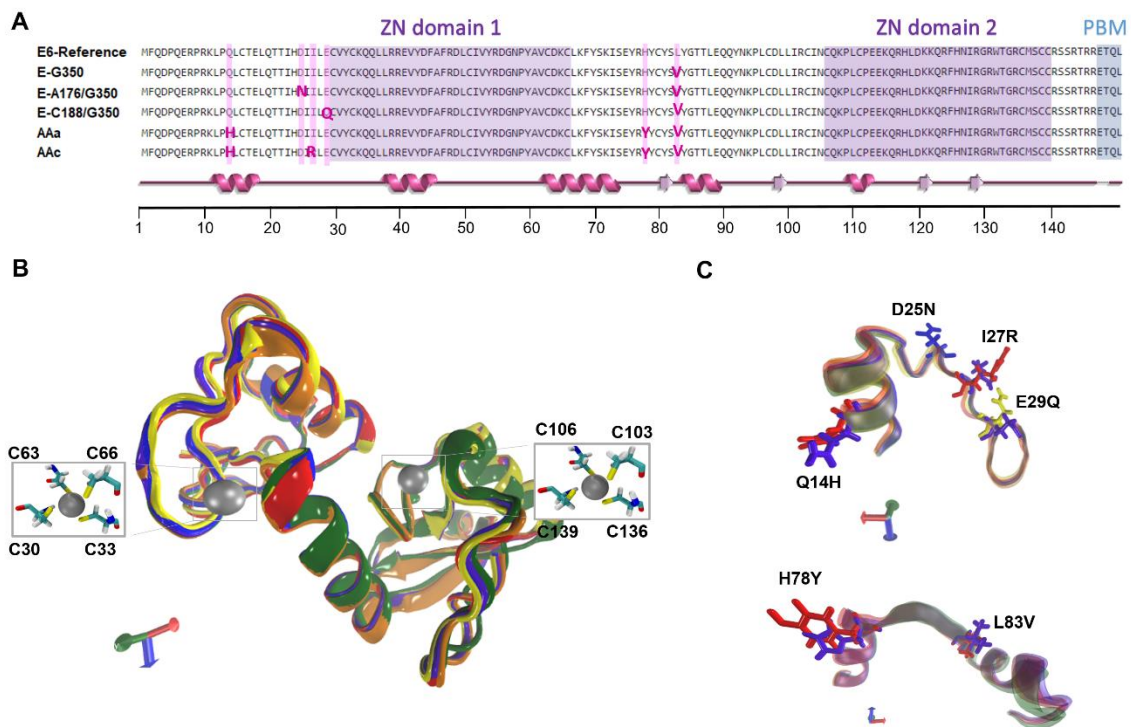 A
ZN domain 1 ZN domain 2 PBM
E6-Reference MFQDPQERPRKLPQLCTELQTTIHDIILECVYCKQQLLRREVYDFAFRDLCIVYRDGNPYAVCDKCLKFYSKISEYRHYCYSLYGTTLEQQYNKPLCDLLIRCINCQKPLCPEEKQRHLDKKQRFHNIRGRWTGRCMSCCRSSRTRRETQL
E-G350 MFQDPQERPRKLPQLCTELQTTIHDIILECVYCKQQLLRREVYDFAFRDLCIVYRDGNPYAVCDKCLKFYSKISEYRHYCYSVYGTTLEQQYNKPLCDLLIRCINCQKPLCPEEKQRHLDKKQRFHNIRGRWTGRCMSCCRSSRTRRETQL
E-A176/G350 MFQDPQERPRKLPQLCTELQTTIHNIILECVYCKQQLLRREVYDFAFRDLCIVYRDGNPYAVCDKCLKFYSKISEYRHYCYSVYGTTLEQQYNKPLCDLLIRCINCQKPLCPEEKQRHLDKKQRFHNIRGRWTGRCMSCCRSSRTRRETQL
E-C188/G350 MFQDPQERPRKLPQLCTELQTTIHDIILQCVYCKQQLLRREVYDFAFRDLCIVYRDGNPYAVCDKCLKFYSKISEYRHYCYSVYGTTLEQQYNKPLCDLLIRCINCQKPLCPEEKQRHLDKKQRFHNIRGRWTGRCMSCCRSSRTRRETQL
AAa MFQDPQERPRKLPHLCTELQTTIHDIILECVYCKQQLLRREVYDFAFRDLCIVYRDGNPYAVCDKCLKFYSKISEYRYYCYSVYGTTLEQQYNKPLCDLLIRCINCQKPLCPEEKQRHLDKKQRFHNIRGRWTGRCMSCCRSSRTRRETQL
AAc MFQDPQERPRKLPHLCTELQTTIHDIRLECVYCKQQLLRREVYDFAFRDLCIVYRDGNPYAVCDKCLKFYSKISEYRYYCYSVYGTTLEQQYNKPLCDLLIRCINCQKPLCPEEKQRHLDKKQRFHNIRGRWTGRCMSCCRSSRTRRETQL
1 10 20 30 40 50 60 70 80 90 100 110 120 130 140
B
C63 C66
C30 C33
C106 C103
C139 C136
C
D25N
I27R
E29Q
Q14H
H78Y
L83V